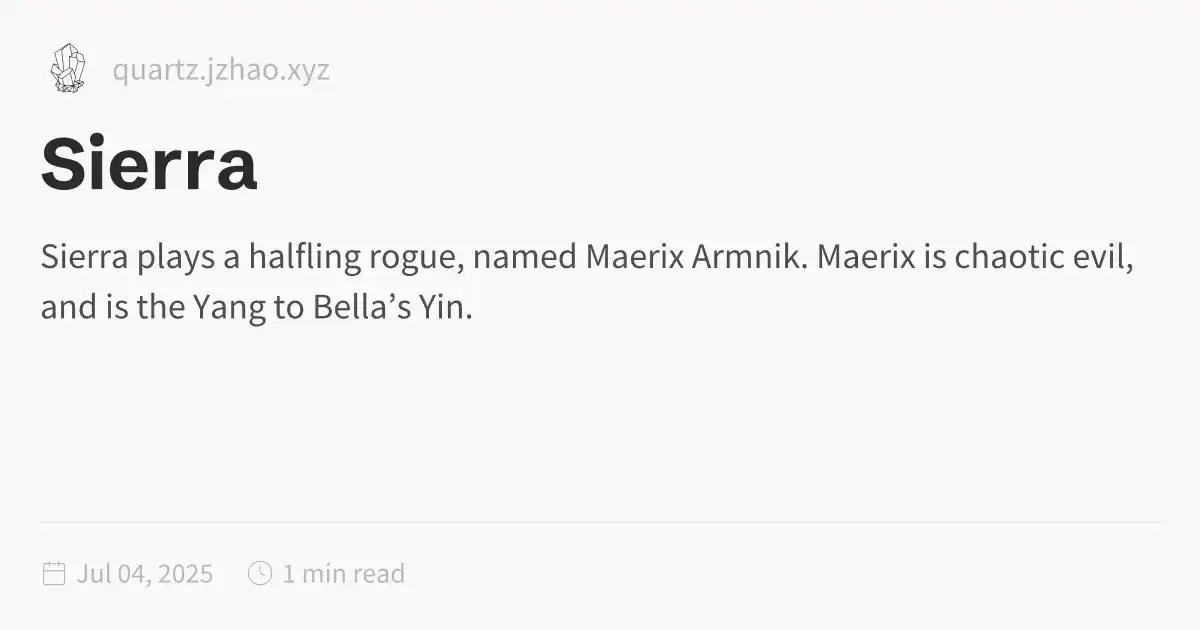 quartz.jzhao.xyz
Sierra
Sierra plays a halfling rogue, named Maerix Armnik. Maerix is chaotic evil,
and is the Yang to Bella’s Yin.
Jul 04, 2025 1 min read